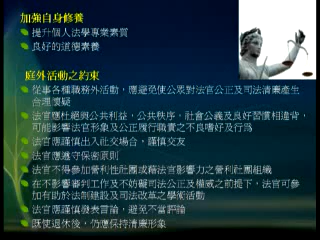 加強自身修養
提升個人法學專業素質
良好的道德素養
庭外活動之約束
從事各種職務外活動，應避免使公眾對法官公正及司法清廉產生
合理懷疑
法官應杜絕與公共利益，公共秩序，社會公義及良好習慣相違背，
可能影響法官形象及公正履行職責之不良嗜好及行為
法官應謹慎出入社交場合，謹慎交友
法官應遵守保密原則
法官不得參加營利性社團或藉法官影響力之營利社團組織
在不影響審判工作及不妨礙司法公正及權威之前提下，法官可參
加有助於法制建設及司法改革之學術活動
法官應謹慎發表言論，避免不當評論
既使退休後，仍應保持清廉形象